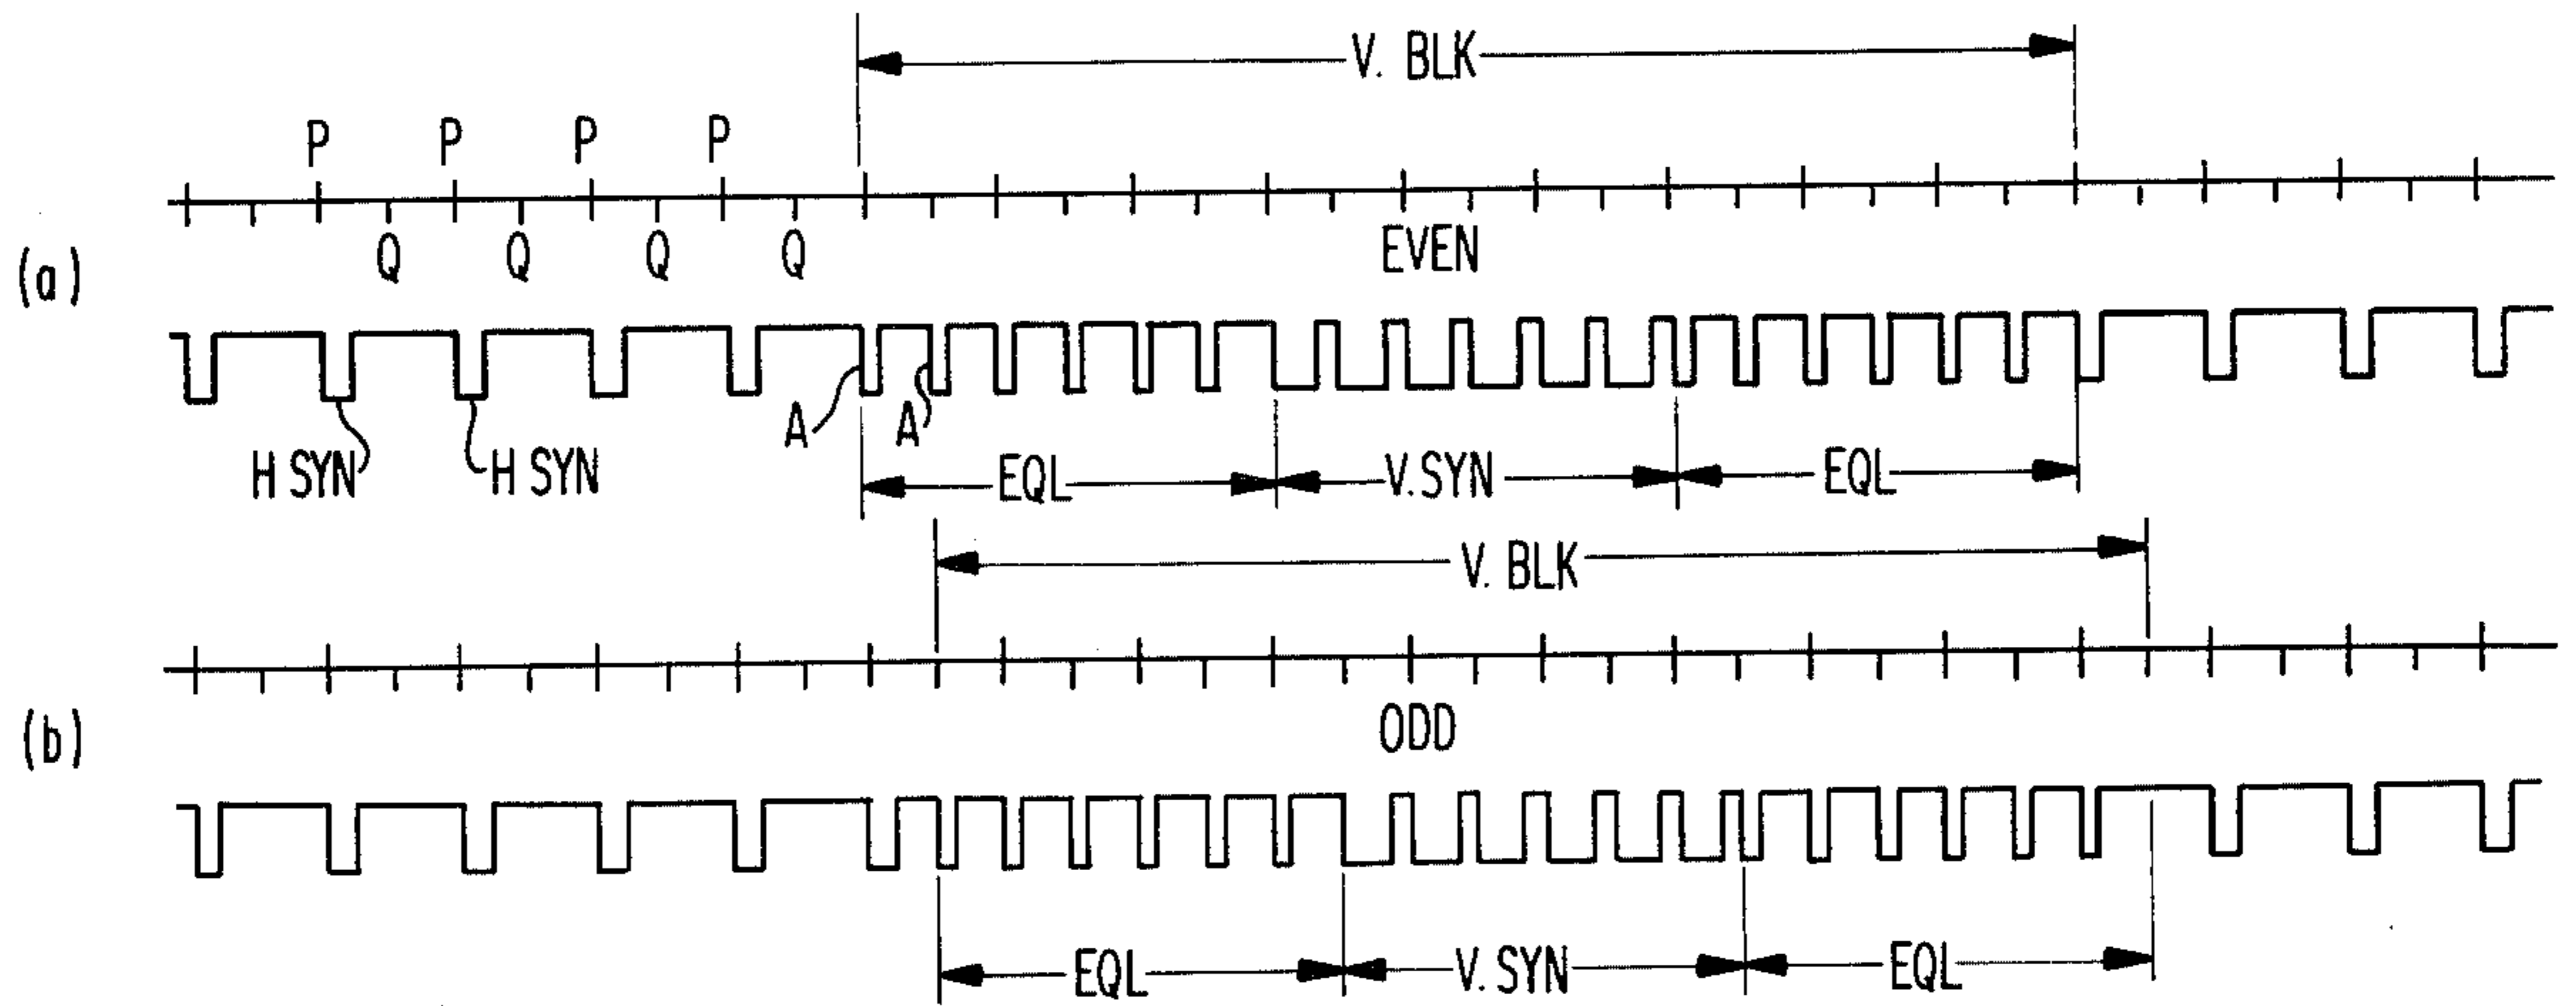 V. BLK
P P P P
Q Q Q Q
EVEN
(a)
A A
H SYN H SYN
EQL V.SYN EQL
V. BLK
ODD
(b)
EQL V.SYN EQL